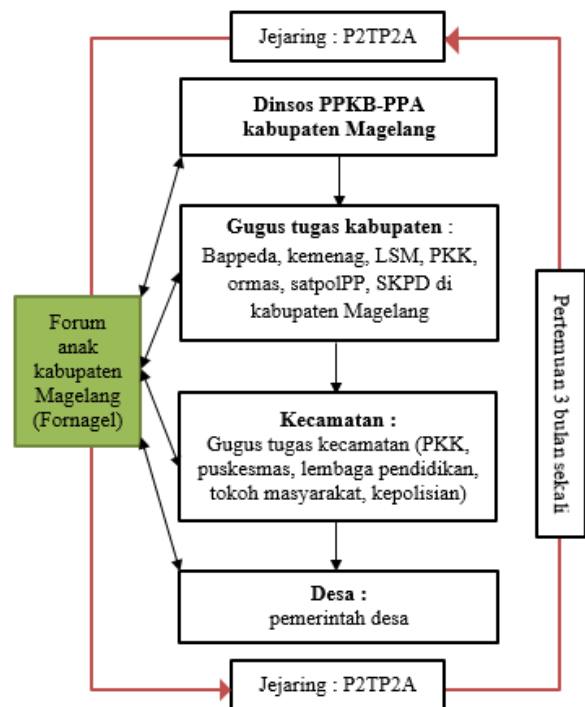 Jejaring : P2TP2A
Dinsos PPKB-PPA
kabupaten Magelang
Gugus tugas kabupaten :
Bappeda, kemenag, LSM, PKK,
ormas, satpolPP, SKPD di
kabupaten Magelang
Forum
anak
kabupaten
Magelang
(Fornagel)
Pertemuan 3 bulan sekali
Kecamatan :
Gugus tugas kecamatan (PKK,
puskesmas, lembaga pendidikan,
tokoh masyarakat, kepolisian)
Desa :
pemerintah desa
Jejaring : P2TP2A